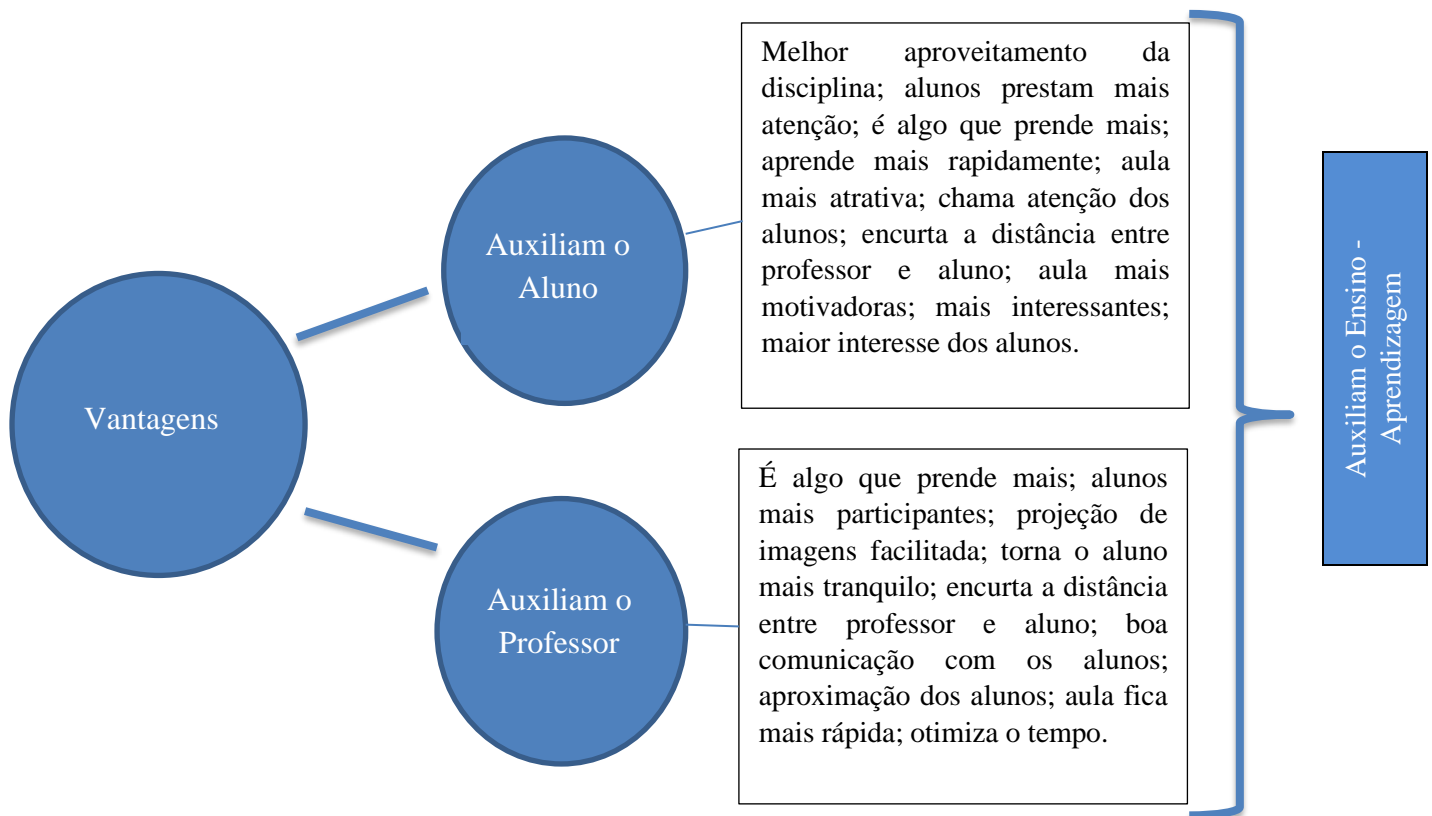 Vantagens
Auxiliam o
Aluno
Melhor aproveitamento da
disciplina; alunos prestam mais
atenção; é algo que prende mais;
aprende mais rapidamente; aula
mais atrativa; chama atenção dos
alunos; encurta a distância entre
professor e aluno; aula mais
motivadoras; mais interessantes;
maior interesse dos alunos.
Auxiliam o
Professor
É algo que prende mais; alunos
mais participantes; projeção de
imagens facilitada; torna o aluno
mais tranquilo; encurta a distância
entre professor e aluno; boa
comunicação com os alunos;
aproximação dos alunos; aula fica
mais rápida; otimiza o tempo.
Auxiliam o Ensino -
Aprendizagem